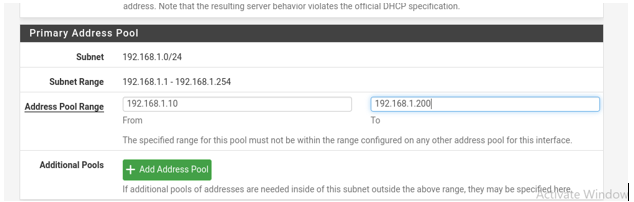 address. Note that the resulting server behavior violates the official DHCP specification.
Primary Address Pool
Subnet 192.168.1.0/24
Subnet Range 192.168.1.1 - 192.168.1.254
Address Pool Range 192.168.1.10 192.168.1.200
From To
The specified range for this pool must not be within the range configured on any other address pool for this interface.
Additional Pools + Add Address Pool
If additional pools of addresses are needed inside of this subnet outside the above range, they may be specified here.
Activate Window